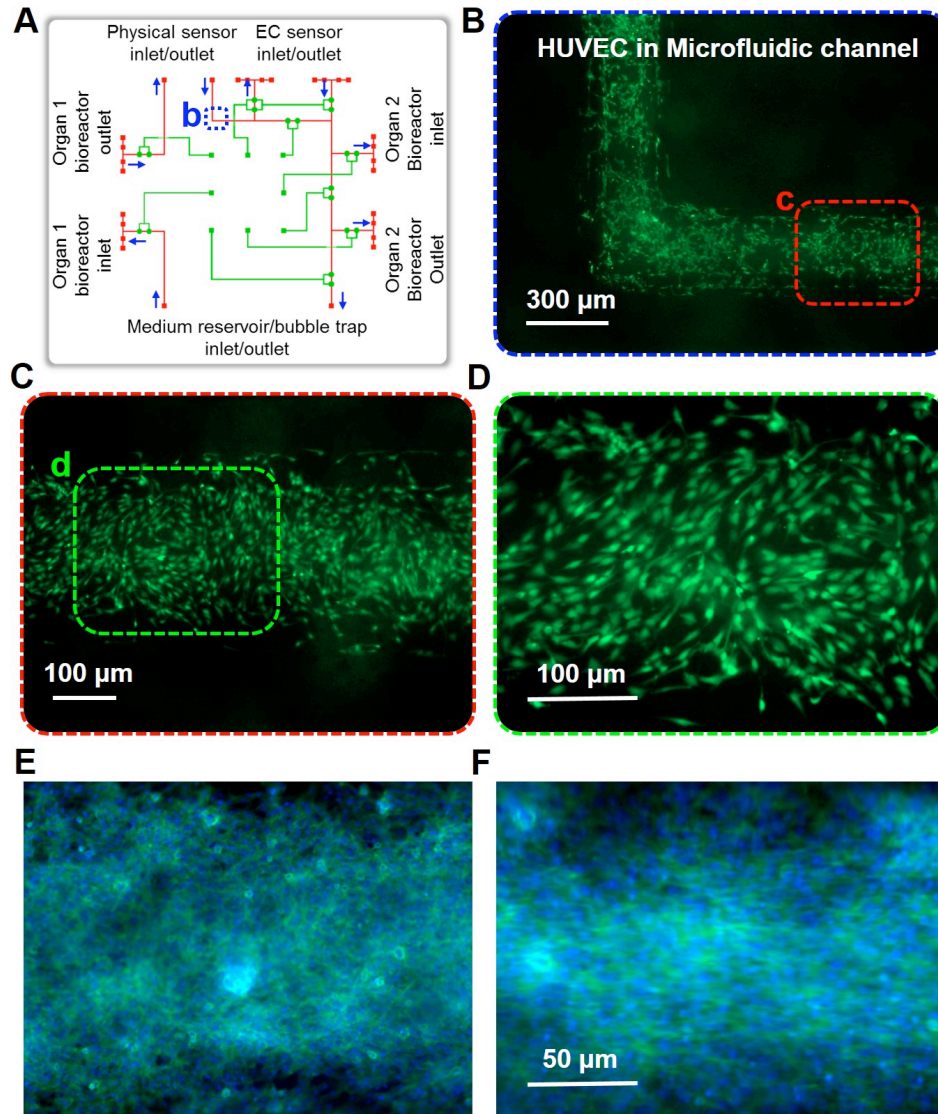 A
Physical sensor
inlet/outlet
EC sensor
inlet/outlet
b
Organ 1
bioreactor
outlet
Organ 2
Bioreactor
inlet
Organ 1
bioreactor
inlet
Organ 2
BioReactor
Outlet
Medium reservoir/bubble trap
inlet/outlet
B
HUVEC in Microfluidic channel
c
300 µm
C
d
100 µm
D
100 µm
E
F
50 µm